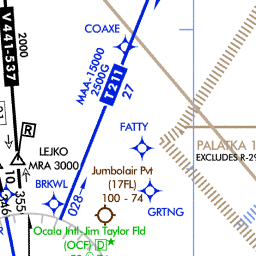 COAXE
V 441-537
2000
MAA-15000
2500G
T211
27
R
FATTY
PALATKA 1
EXCLUDES R-29
LEJKO
MRA 3000
Jumbolair Pvt
(17FL)
100 - 74
BRKWL
10
355
028
GRTNG
Ocala Intl-Jim Taylor Fld
(OCF) D